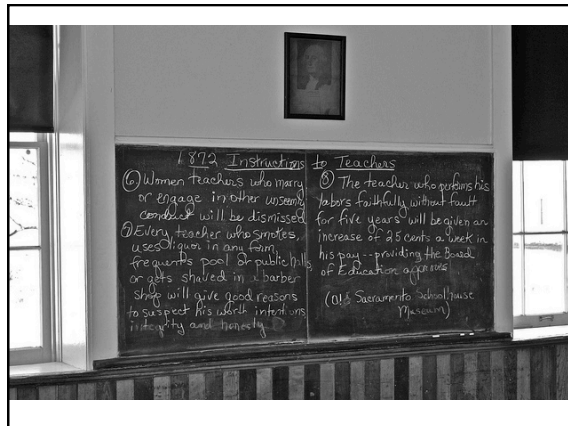 1872 Instructions to Teachers
⑥ Women teachers who marry
or engage in other unseemly
conduct will be dismissed
⑦ Every teacher who smokes,
uses liquor in any form,
frequents pool or public halls
or gets shaved in a barber
shop will give good reasons
to suspect his worth intentions
integrity and honesty
⑧ The teacher who performs his
labors faithfully without fault
for five years will be given an
increase of 25 cents a week in
his pay -- providing the Board
of Education approves
(Old Sacramento Schoolhouse
Museum)